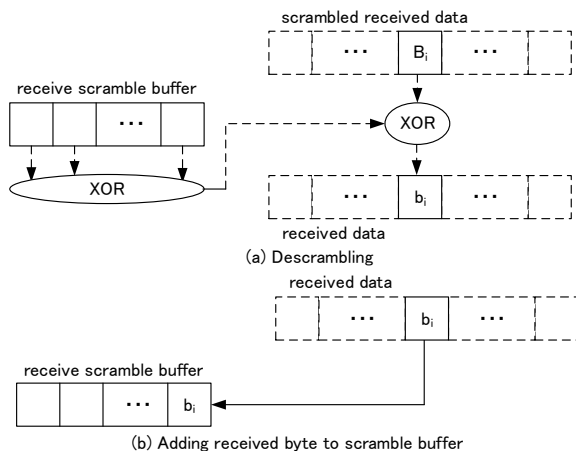 scrambled received data
... Bᵢ ...
receive scramble buffer
...
XOR
XOR
... bᵢ ...
received data
(a) Descrambling
received data
... bᵢ ...
receive scramble buffer
... bᵢ
(b) Adding received byte to scramble buffer